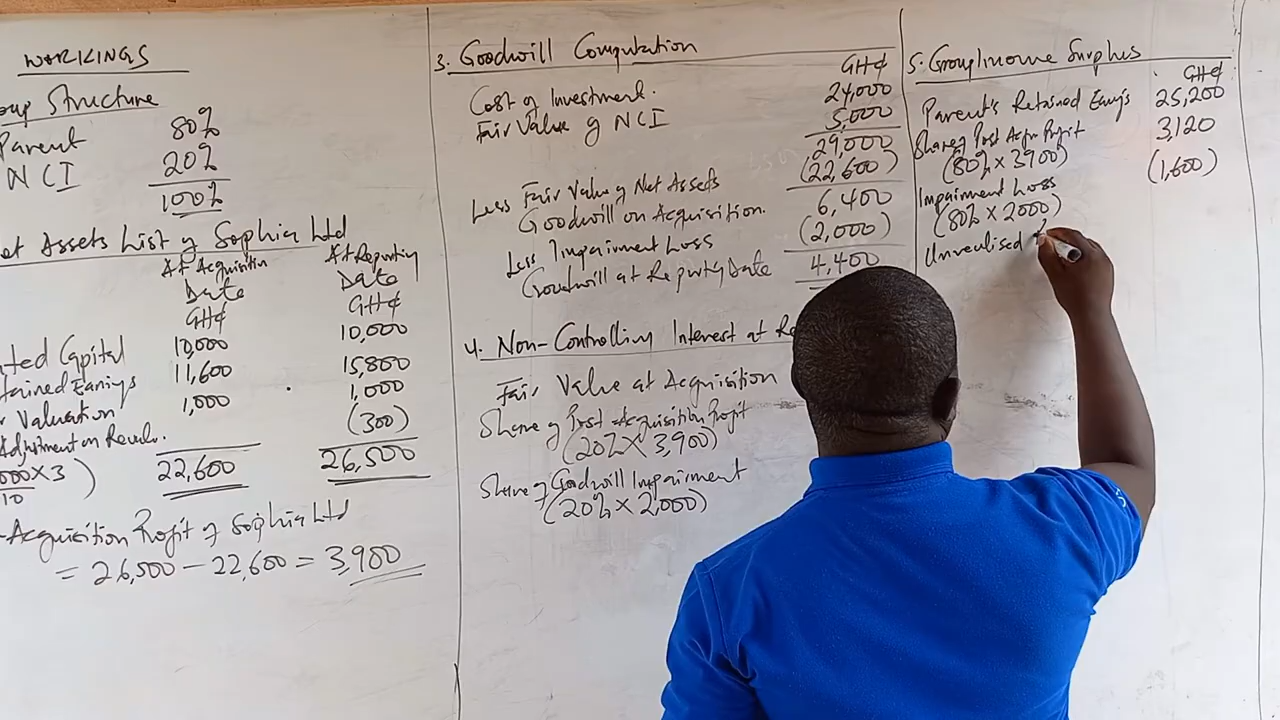 WORKINGS
oup Structure
Parent 80%
NCI 20%
100%
et Assets List of Sophia Ltd
At Acquisition Date GH¢
At Reporting Date GH¢
ted Capital 10,000 10,000
tained Earnings 11,600 15,800
Valuation 1,000 1,000
Adjustment on Revalu. (300)
000 X 3
10 )
22,600 26,500
-Acquisition Profit of Sophia Ltd
= 26,500 - 22,600 = 3,900
3. Goodwill Computation
GH¢
Cost of Investment. 24,000
Fair Value of NCI 5,000
29,000
Less Fair Value of Net Assets (22,600)
Goodwill on Acquisition. 6,400
Less Impairment Loss (2,000)
Goodwill at Reporting Date 4,400
4. Non-Controlling Interest at Re
Fair Value at Acquisition
Share of Post-Acquisition Profit
(20% X 3,900)
Share of Goodwill Impairment
(20% X 2,000)
5. Group Income Surplus
GH¢
Parent's Retained Earnings 25,200
Share of Post Acqn Profit 3,120
(80% X 3900)
Impairment Loss (1,600)
(80% X 2000)
Unrealised